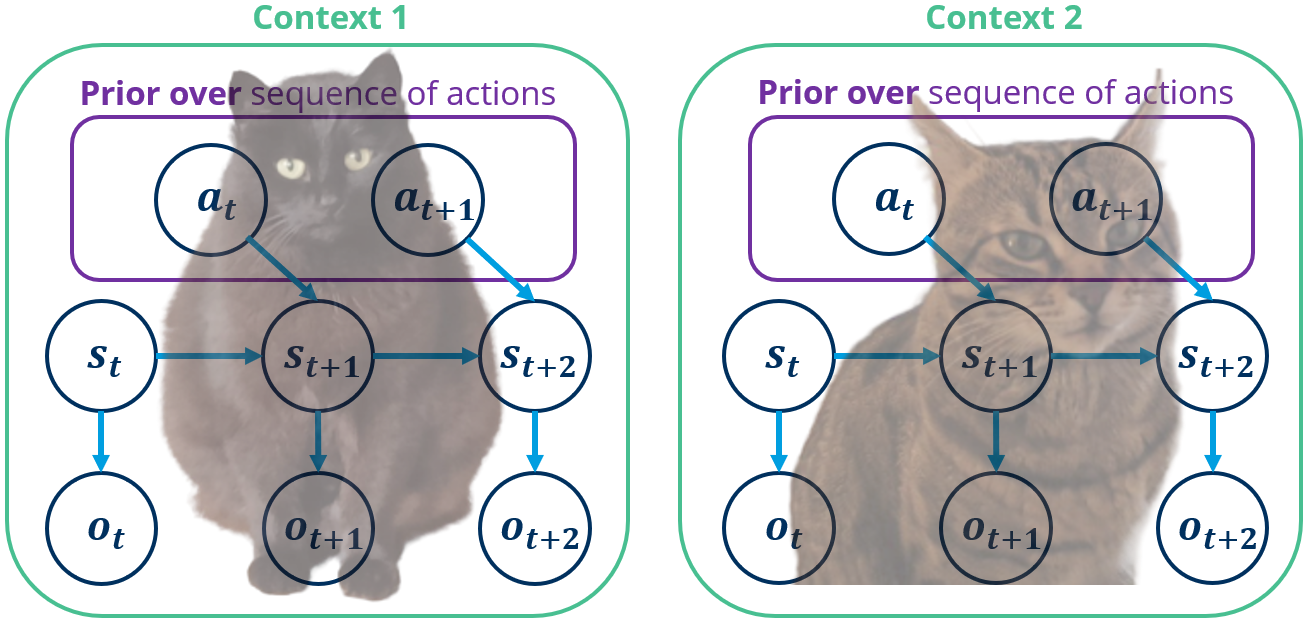 Context 1
Prior over sequence of actions
a_t a_{t+1}
s_t s_{t+1} s_{t+2}
o_t o_{t+1} o_{t+2}
Context 2
Prior over sequence of actions
a_t a_{t+1}
s_t s_{t+1} s_{t+2}
o_t o_{t+1} o_{t+2}